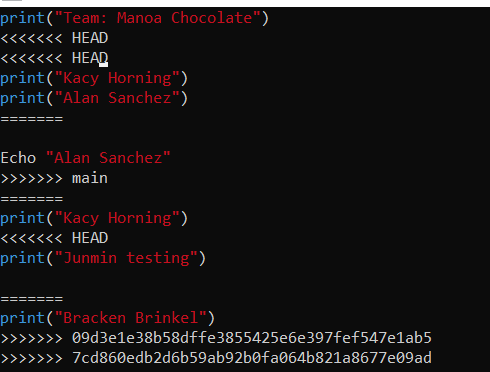 print("Team: Manoa Chocolate")
<<<<<<< HEAD
<<<<<<< HEAD
print("Kacy Horning")
print("Alan Sanchez")
=======
Echo "Alan Sanchez"
>>>>>>> main
=======
print("Kacy Horning")
<<<<<<< HEAD
print("Junmin testing")
=======
print("Bracken Brinkel")
>>>>>>> 09d3e1e38b58dffe3855425e6e397fef547e1ab5
>>>>>>> 7cd860edb2d6b59ab92b0fa064b821a8677e09ad